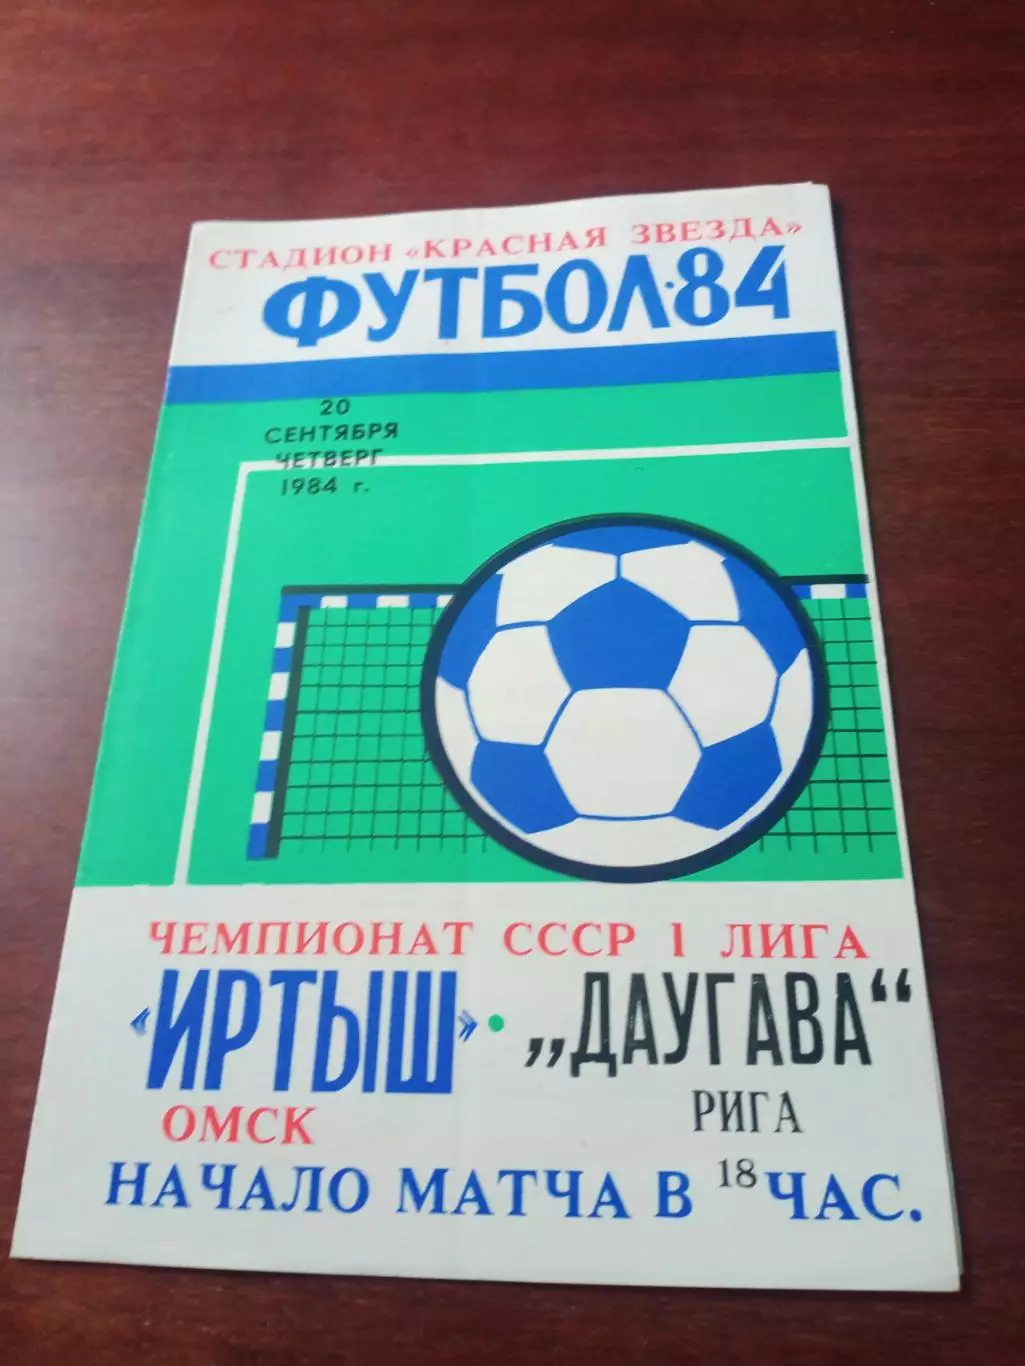 СТАДИОН «КРАСНАЯ ЗВЕЗДА»
ФУТБОЛ·84
20
СЕНТЯБРЯ
ЧЕТВЕРГ
1984 г.
ЧЕМПИОНАТ СССР 1 ЛИГА
«ИРТЫШ» • „ДАУГАВА“
ОМСК РИГА
НАЧАЛО МАТЧА В 18 ЧАС.